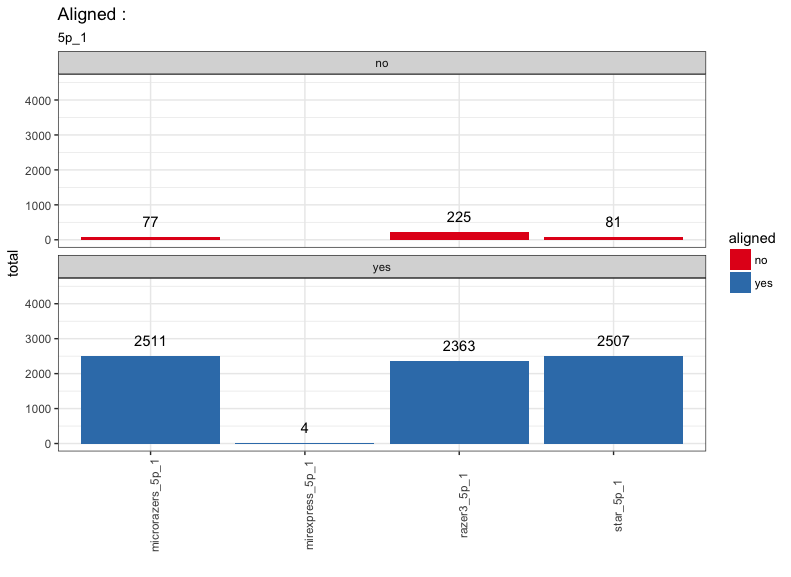 Aligned :
5p_1
no
4000
3000
2000
1000
0
77
225
81
total
yes
4000
3000
2000
1000
0
2511
4
2363
2507
microrazers_5p_1
mirexpress_5p_1
razer3_5p_1
star_5p_1
aligned
no
yes